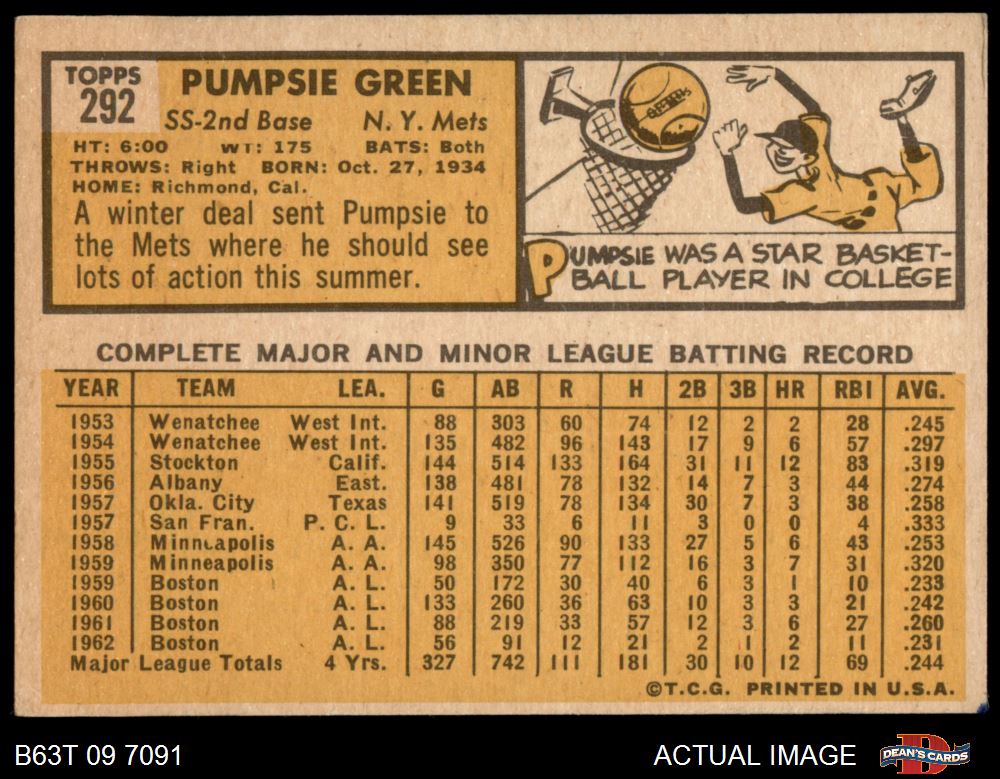 TOPPS
292
PUMPSIE GREEN
SS-2nd Base N. Y. Mets
HT: 6:00 WT: 175 BATS: Both
THROWS: Right BORN: Oct. 27, 1934
HOME: Richmond, Cal.
A winter deal sent Pumpsie to
the Mets where he should see
lots of action this summer.
PUMPSIE WAS A STAR BASKET-
BALL PLAYER IN COLLEGE
COMPLETE MAJOR AND MINOR LEAGUE BATTING RECORD
YEAR TEAM LEA. G AB R H 2B 3B HR RBI AVG.
1953 Wenatchee West Int. 88 303 60 74 12 2 2 28 .245
1954 Wenatchee West Int. 135 482 96 143 17 9 6 57 .297
1955 Stockton Calif. 144 514 133 164 31 11 12 83 .319
1956 Albany East. 138 481 78 132 14 7 3 44 .274
1957 Okla. City Texas 141 519 78 134 30 7 3 38 .258
1957 San Fran. P. C. L. 9 33 6 11 3 0 0 4 .333
1958 Minneapolis A. A. 145 526 90 133 27 5 6 43 .253
1959 Minneapolis A. A. 98 350 77 112 16 3 7 31 .320
1959 Boston A. L. 50 172 30 40 6 3 1 10 .233
1960 Boston A. L. 133 260 36 63 10 3 3 21 .242
1961 Boston A. L. 88 219 33 57 12 3 6 27 .260
1962 Boston A. L. 56 91 12 21 2 1 2 11 .231
Major League Totals 4 Yrs. 327 742 111 181 30 10 12 69 .244
©T.C.G. PRINTED IN U.S.A.
B63T 09 7091 ACTUAL IMAGE DEAN'S CARDS